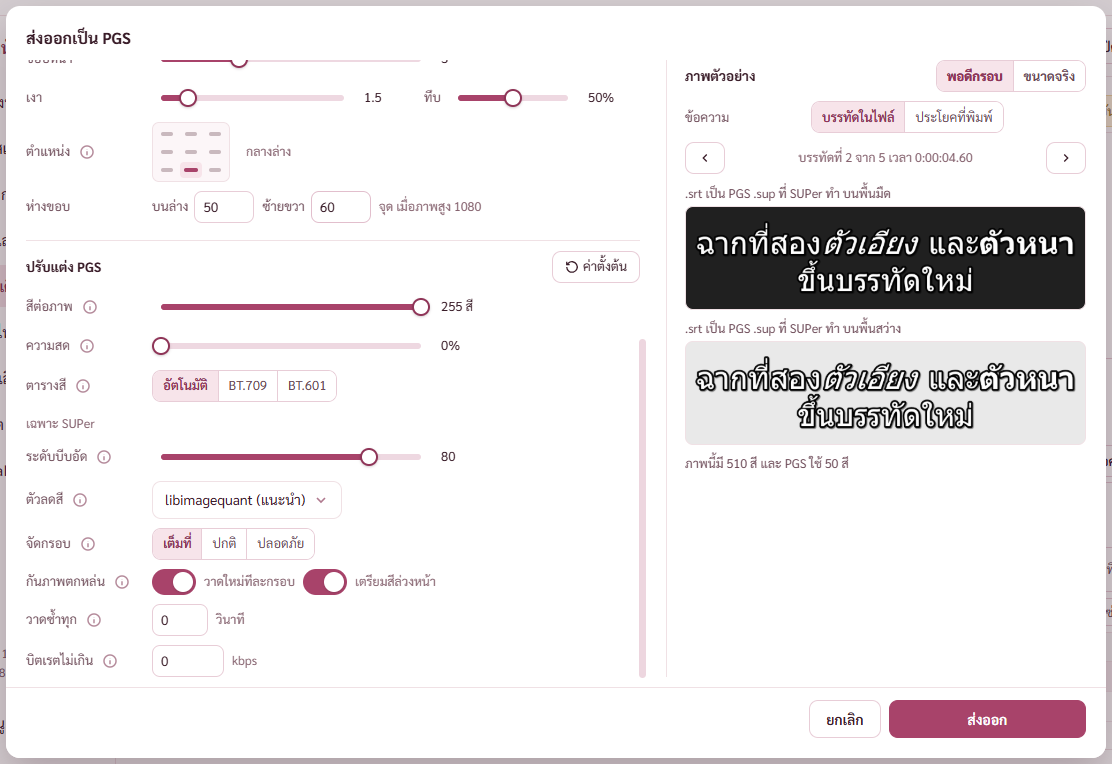 ส่งออกเป็น PGS
เงา 1.5 ทึบ 50%
ตำแหน่ง กลางล่าง
ห่างขอบ บนล่าง 50 ซ้ายขวา 60 จุด เมื่อภาพสูง 1080
ปรับแต่ง PGS ค่าตั้งต้น
สีต่อภาพ 255 สี
ความสด 0%
ตารางสี อัตโนมัติ BT.709 BT.601
เฉพาะ SUPer
ระดับบีบอัด 80
ตัวลดสี libimagequant (แนะนำ)
จัดกรอบ เต็มที่ ปกติ ปลอดภัย
กันภาพตกหล่น วาดใหม่ทีละกรอบ เตรียมสีล่วงหน้า
วาดซ้ำทุก 0 วินาที
บิตเรตไม่เกิน 0 kbps
ภาพตัวอย่าง พอดีกรอบ ขนาดจริง
ข้อความ บรรทัดในไฟล์ ประโยคที่พิมพ์
บรรทัดที่ 2 จาก 5 เวลา 0:00:04.60
.srt เป็น PGS .sup ที่ SUPer ทำ บนพื้นมืด
ฉากที่สองตัวเอียง และตัวหนา
ขึ้นบรรทัดใหม่
.srt เป็น PGS .sup ที่ SUPer ทำ บนพื้นสว่าง
ฉากที่สองตัวเอียง และตัวหนา
ขึ้นบรรทัดใหม่
ภาพนี้มี 510 สี และ PGS ใช้ 50 สี
ยกเลิก ส่งออก